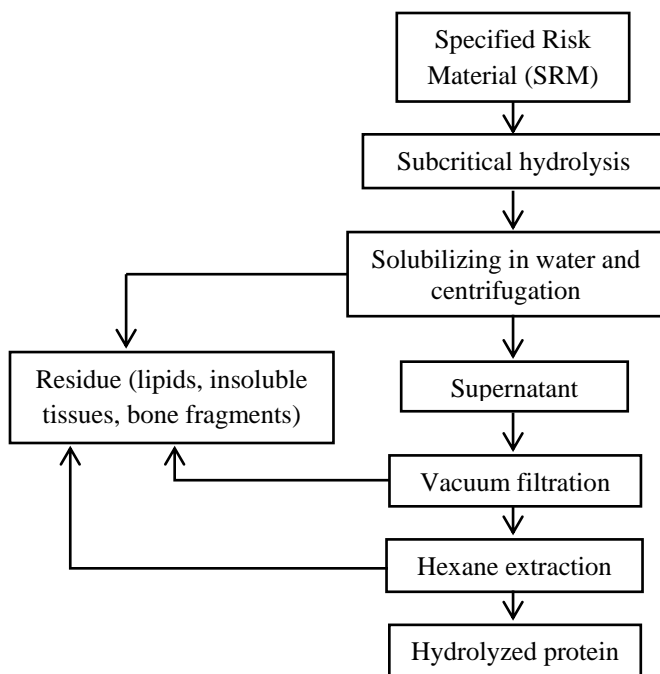 Specified Risk
Material (SRM)
Subcritical hydrolysis
Solubilizing in water and
centrifugation
Residue (lipids, insoluble
tissues, bone fragments)
Supernatant
Vacuum filtration
Hexane extraction
Hydrolyzed protein